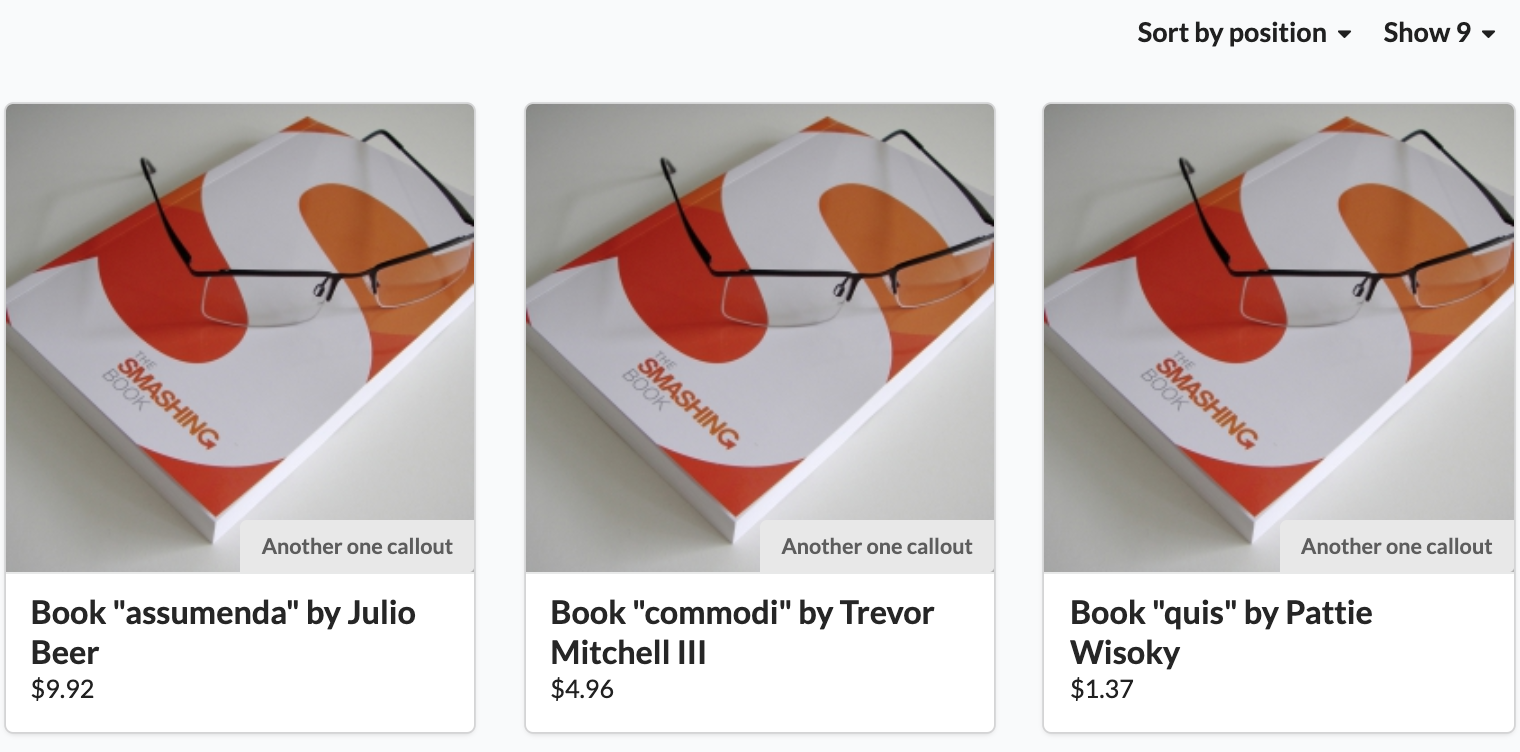 Sort by position Show 9
THE
SMASHING
BOOK
Another one callout
Book "assumenda" by Julio
Beer
$9.92
THE
SMASHING
BOOK
Another one callout
Book "commodi" by Trevor
Mitchell III
$4.96
THE
SMASHING
BOOK
Another one callout
Book "quis" by Pattie
Wisoky
$1.37